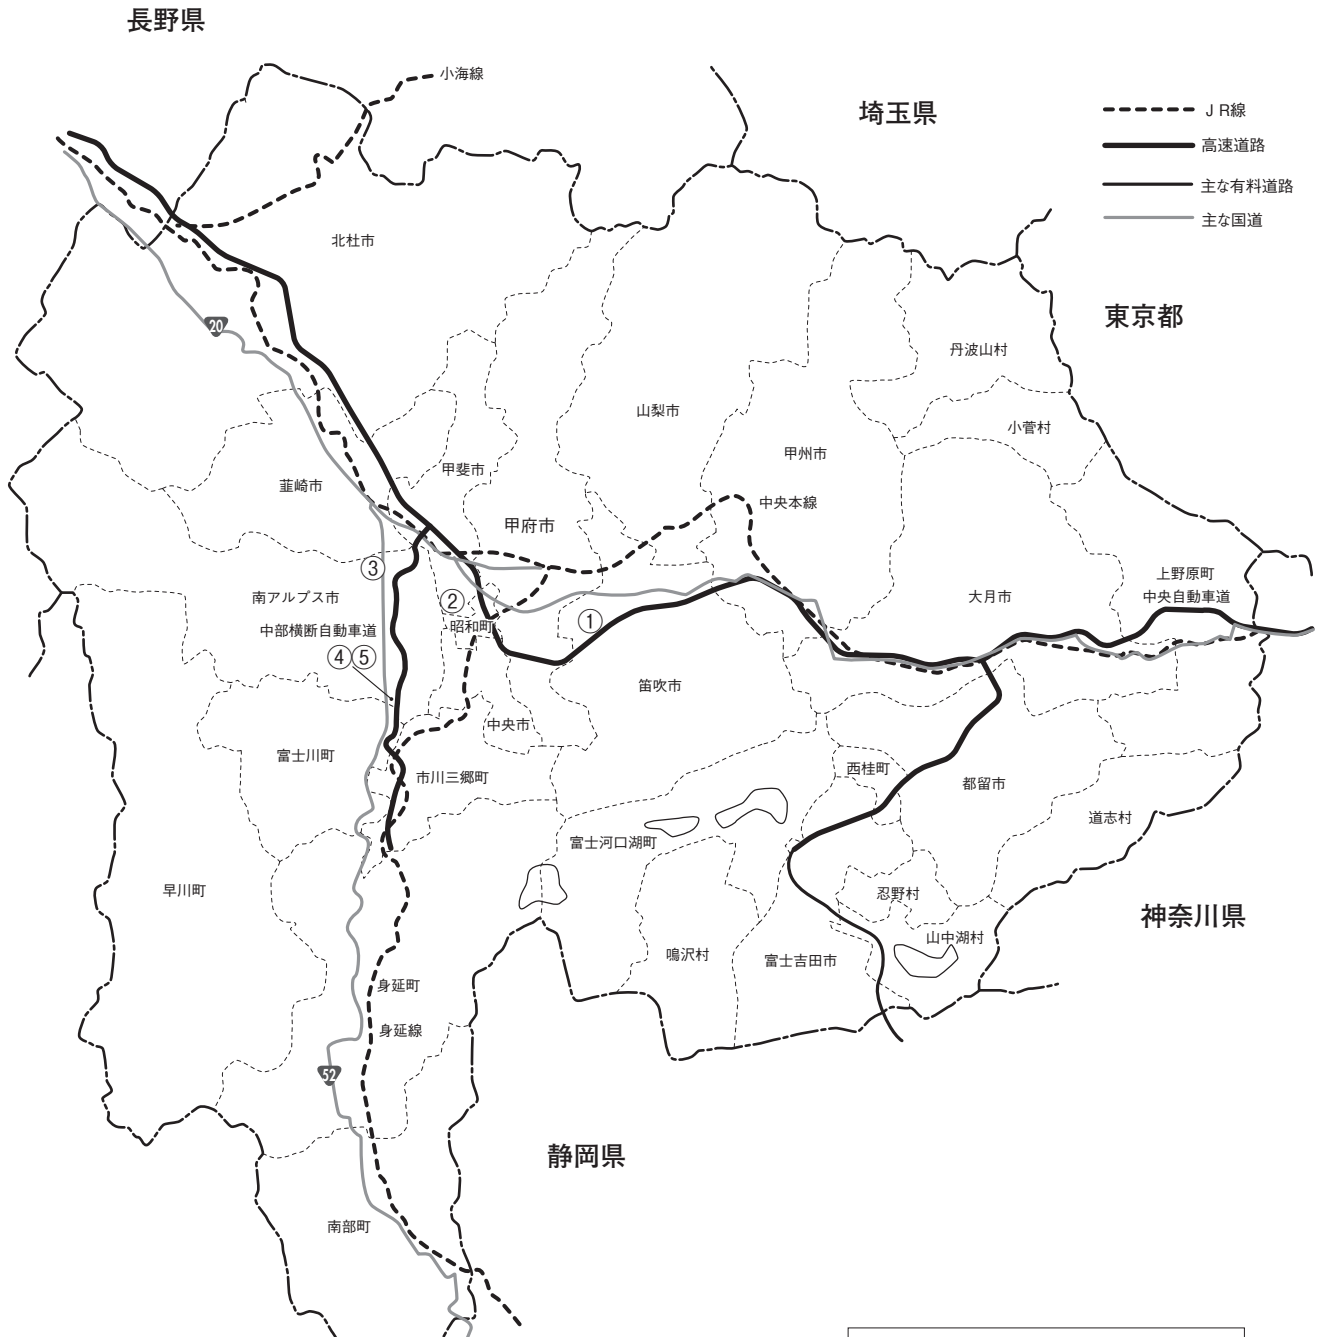 長野県
小海線
埼玉県
JR線
高速道路
主な有料道路
主な国道
北杜市
東京都
20
丹波山村
山梨市
小菅村
甲州市
甲斐市
韮崎市
中央本線
甲府市
③
上野原町
南アルプス市
②
大月市
中央自動車道
中部横断自動車道
昭和町
①
④⑤
笛吹市
中央市
富士川町
市川三郷町
西桂町
都留市
道志村
富士河口湖町
早川町
忍野村
神奈川県
山中湖村
鳴沢村
富士吉田市
身延町
身延線
52
静岡県
南部町